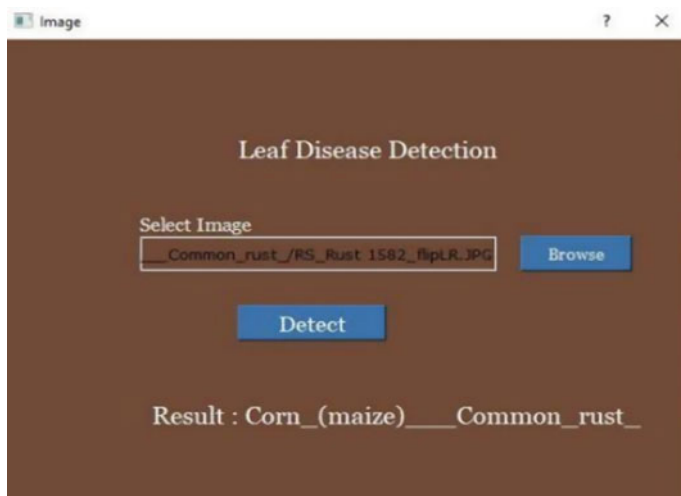 Image ?
Leaf Disease Detection
Select Image
___Common_rust_/RS_Rust 1582_flipLR.JPG Browse
Detect
Result : Corn_(maize)___Common_rust_